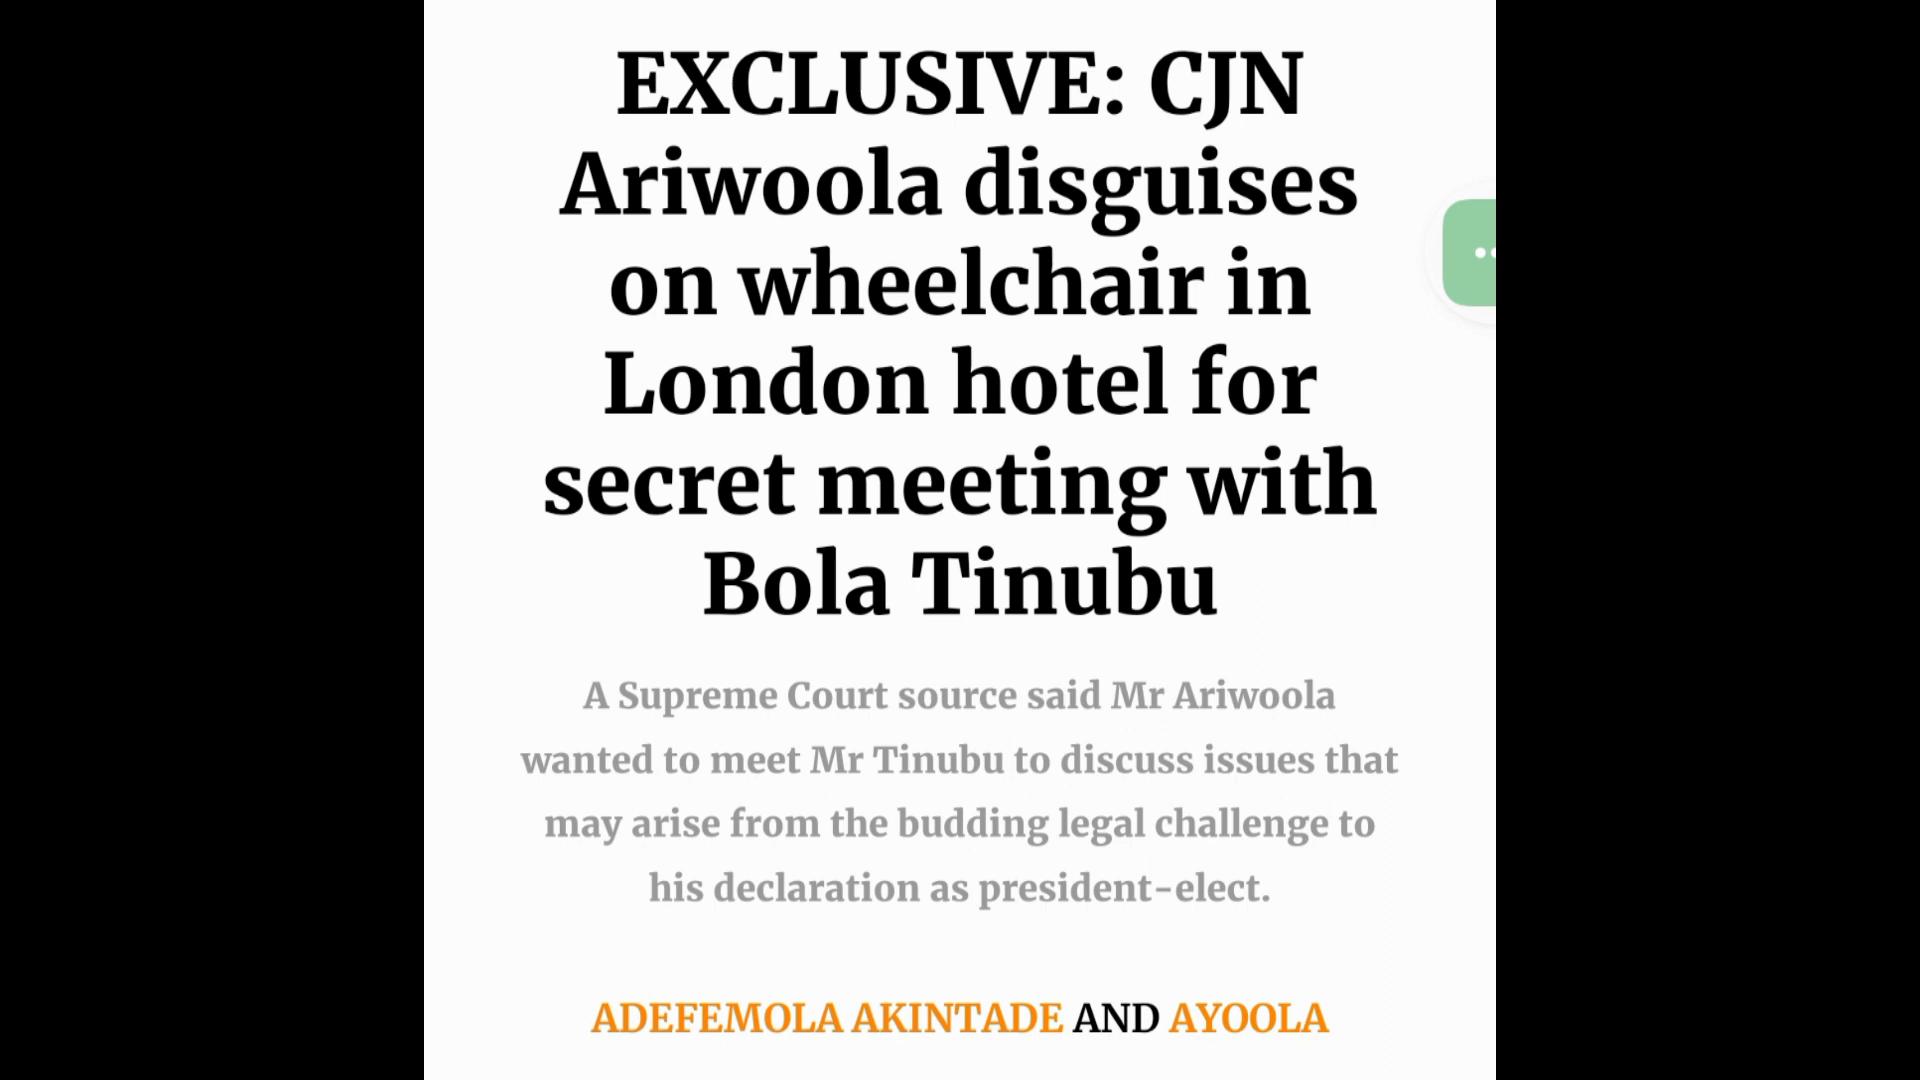 EXCLUSIVE: CJN
Ariwoola disguises
on wheelchair in
London hotel for
secret meeting with
Bola Tinubu
A Supreme Court source said Mr Ariwoola
wanted to meet Mr Tinubu to discuss issues that
may arise from the budding legal challenge to
his declaration as president-elect.
ADEFEMOLA AKINTADE AND AYOOLA